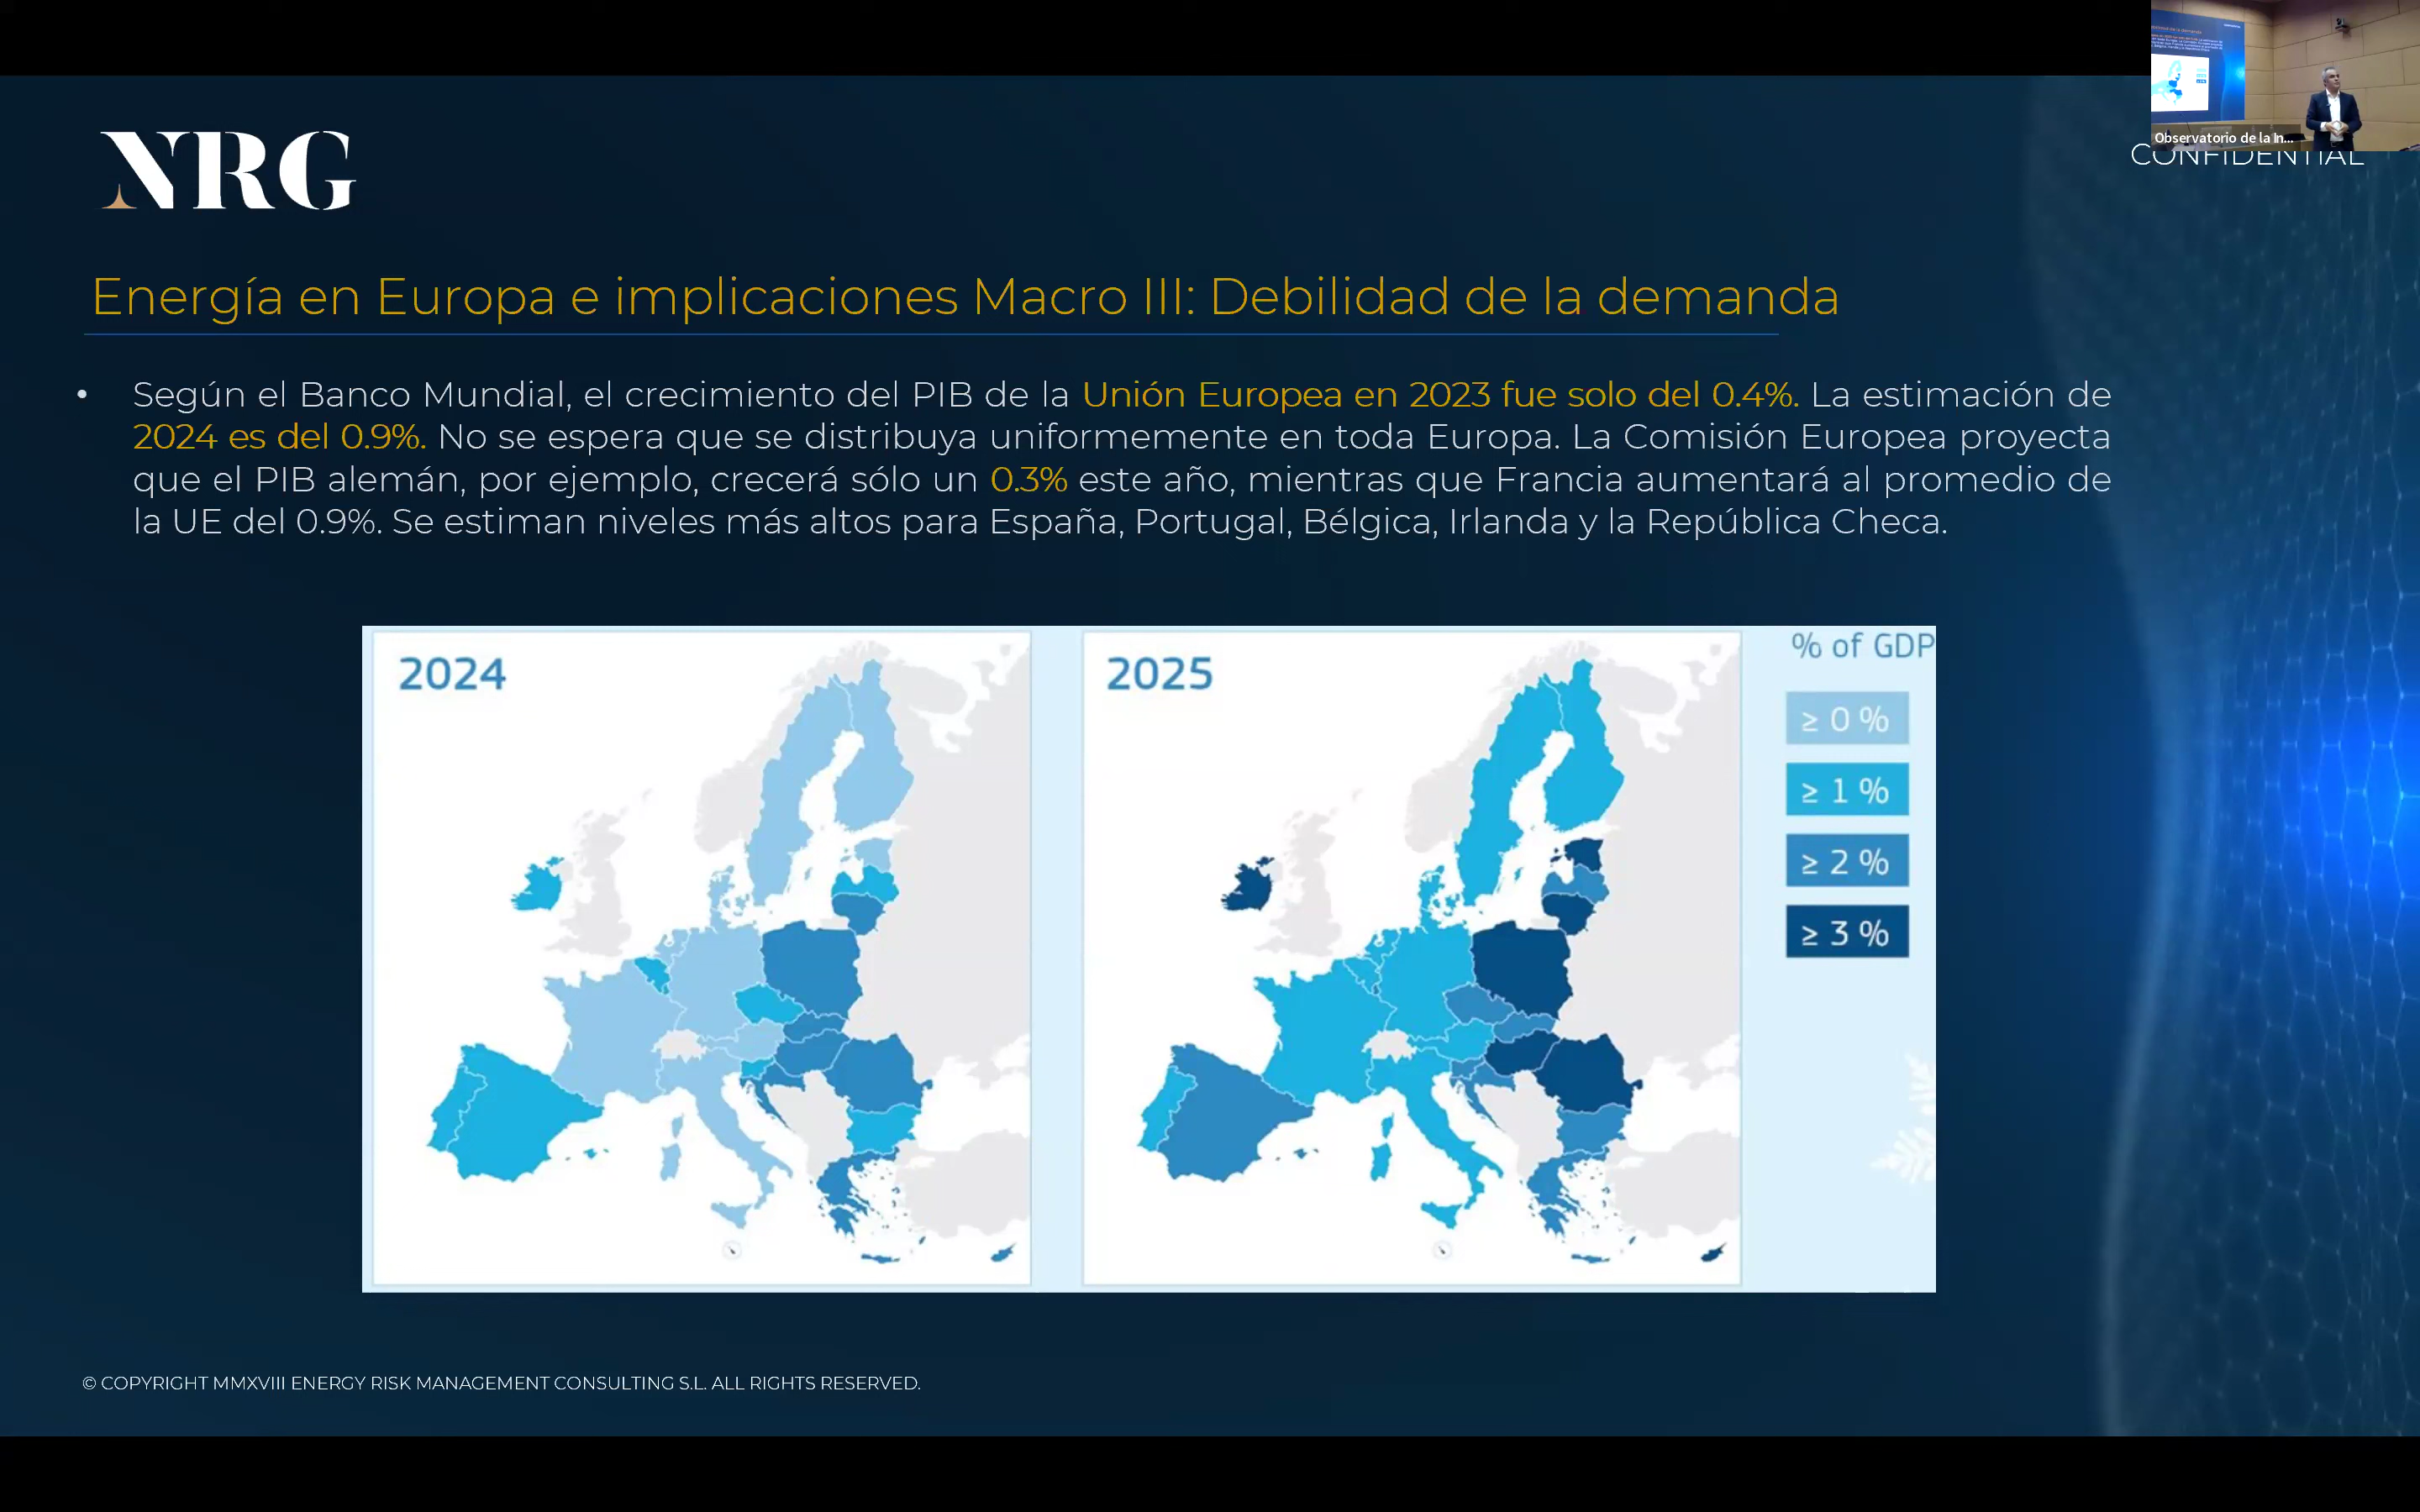 Observatorio de la In...
CONFIDENTIAL
NRG
Energía en Europa e implicaciones Macro III: Debilidad de la demanda
• Según el Banco Mundial, el crecimiento del PIB de la Unión Europea en 2023 fue solo del 0.4%. La estimación de
2024 es del 0.9%. No se espera que se distribuya uniformemente en toda Europa. La Comisión Europea proyecta
que el PIB alemán, por ejemplo, crecerá sólo un 0.3% este año, mientras que Francia aumentará al promedio de
la UE del 0.9%. Se estiman niveles más altos para España, Portugal, Bélgica, Irlanda y la República Checa.
2024
2025
% of GDP
≥ 0 %
≥ 1 %
≥ 2 %
≥ 3 %
© COPYRIGHT MMXVIII ENERGY RISK MANAGEMENT CONSULTING S.L. ALL RIGHTS RESERVED.